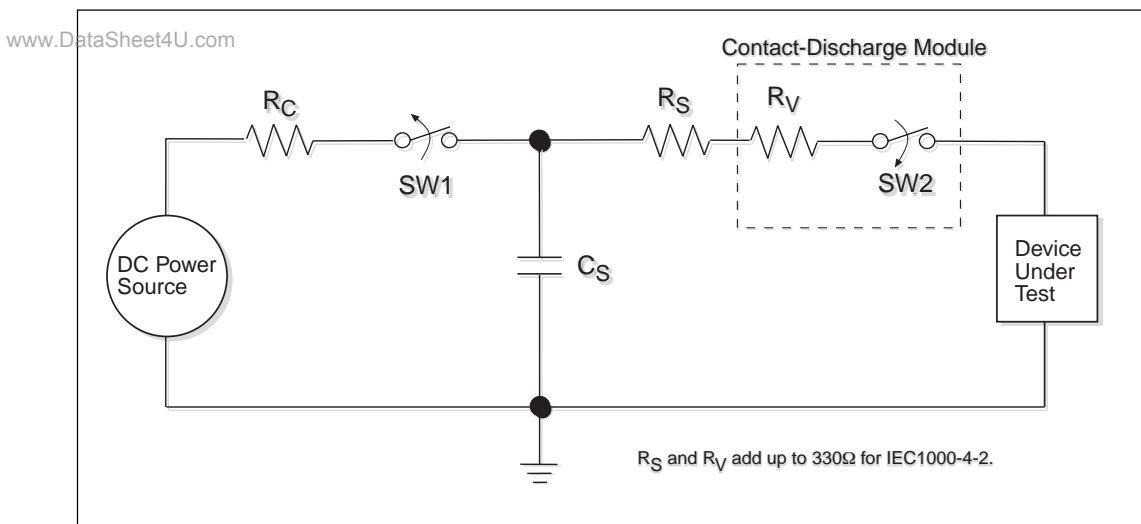 www.DataSheet4U.com
Contact-Discharge Module
RC
RS
RV
SW1
SW2
DC Power
Source
CS
Device
Under
Test
RS and RV add up to 330Ω for IEC1000-4-2.